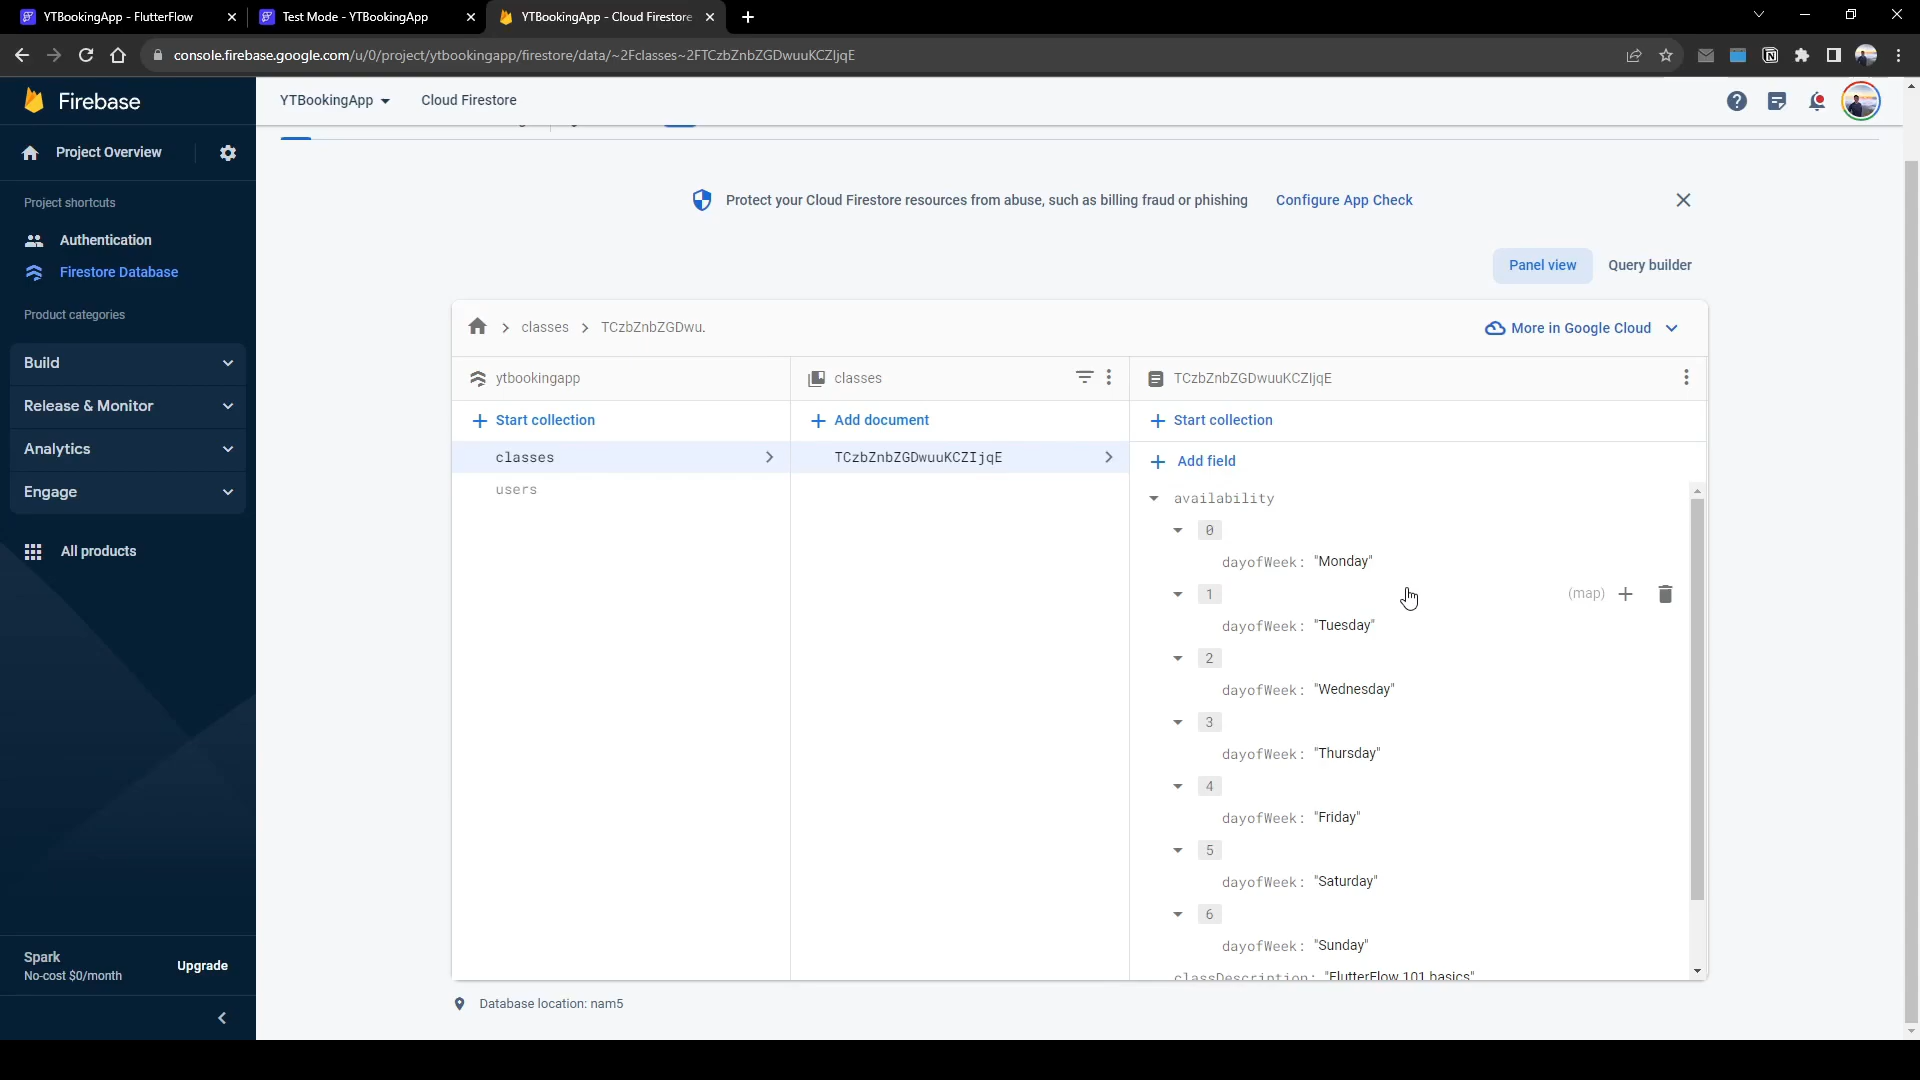 YTBookingApp - FlutterFlow
Test Mode - YTBookingApp
YTBookingApp - Cloud Firestore
console.firebase.google.com/u/0/project/ytbookingapp/firestore/data/~2Fclasses~2FTCzbZnbZGDwuuKCZIjqE
Firebase
YTBookingApp
Cloud Firestore
Project Overview
Project shortcuts
Authentication
Firestore Database
Product categories
Build
Release & Monitor
Analytics
Engage
All products
Spark
No-cost $0/month
Upgrade
Protect your Cloud Firestore resources from abuse, such as billing fraud or phishing Configure App Check
Panel view
Query builder
classes > TCzbZnbZGDwu.
More in Google Cloud
ytbookingapp
Start collection
classes
users
classes
Add document
TCzbZnbZGDwuuKCZIjqE
TCzbZnbZGDwuuKCZIjqE
Start collection
Add field
availability
0
dayofWeek: "Monday"
1
(map)
dayofWeek: "Tuesday"
2
dayofWeek: "Wednesday"
3
dayofWeek: "Thursday"
4
dayofWeek: "Friday"
5
dayofWeek: "Saturday"
6
dayofWeek: "Sunday"
classDescription: "FlutterFlow 101 basics"
Database location: nam5